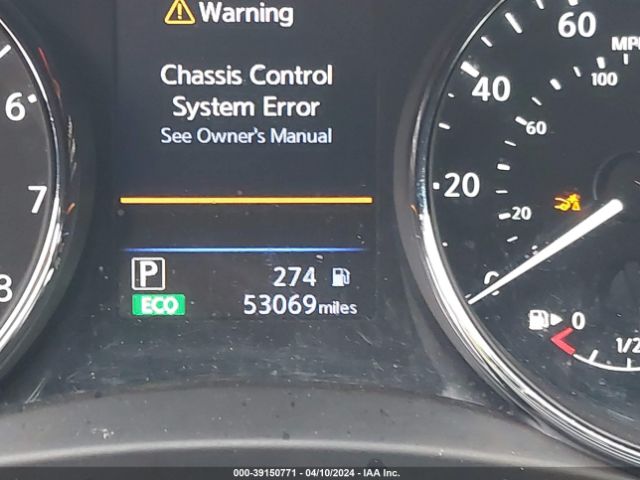 Warning
Chassis Control
System Error
See Owner's Manual
P
274
ECO
53069 miles
6
7
8
60
MPH
100
40
60
20
20
0
0
1/2
000-39150771 - 04/10/2024 - IAA Inc.